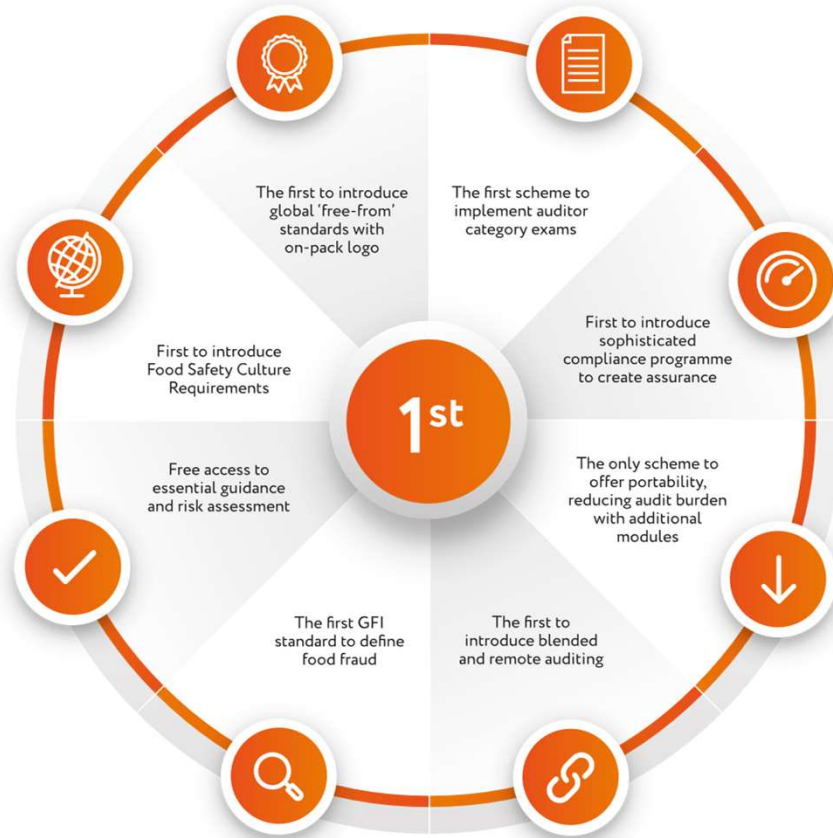 The first to introduce
global 'free-from'
standards with
on-pack logo
The first scheme to
implement auditor
category exams
First to introduce
Food Safety Culture
Requirements
First to introduce
sophisticated
compliance programme
to create assurance
1st
Free access to
essential guidance
and risk assessment
The only scheme to
offer portability,
reducing audit burden
with additional
modules
The first GFI
standard to define
food fraud
The first to
introduce blended
and remote auditing